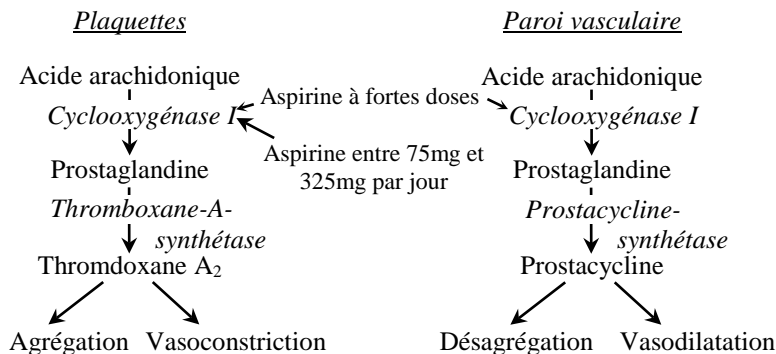 Plaquettes
Paroi vasculaire
Acide arachidonique
Acide arachidonique
Aspirine à fortes doses
Cyclooxygénase I
Cyclooxygénase I
Aspirine entre 75mg et
325mg par jour
Prostaglandine
Prostaglandine
Thromboxane-A-
synthétase
Prostacycline-
synthétase
Thromdoxane A₂
Prostacycline
Agrégation
Vasoconstriction
Désagrégation
Vasodilatation